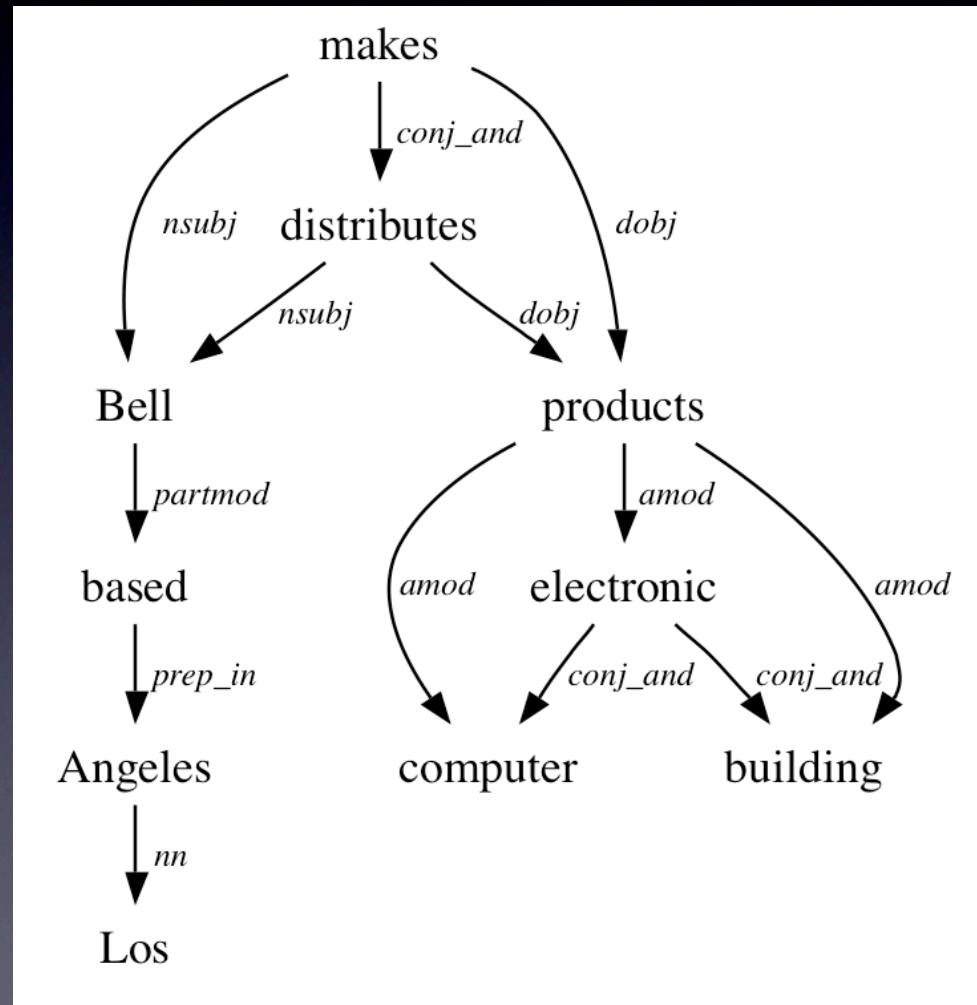 makes
conj_and
nsubj distributes dobj
nsubj dobj
Bell products
partmod amod
based amod electronic amod
prep_in conj_and conj_and
Angeles computer building
nn
Los